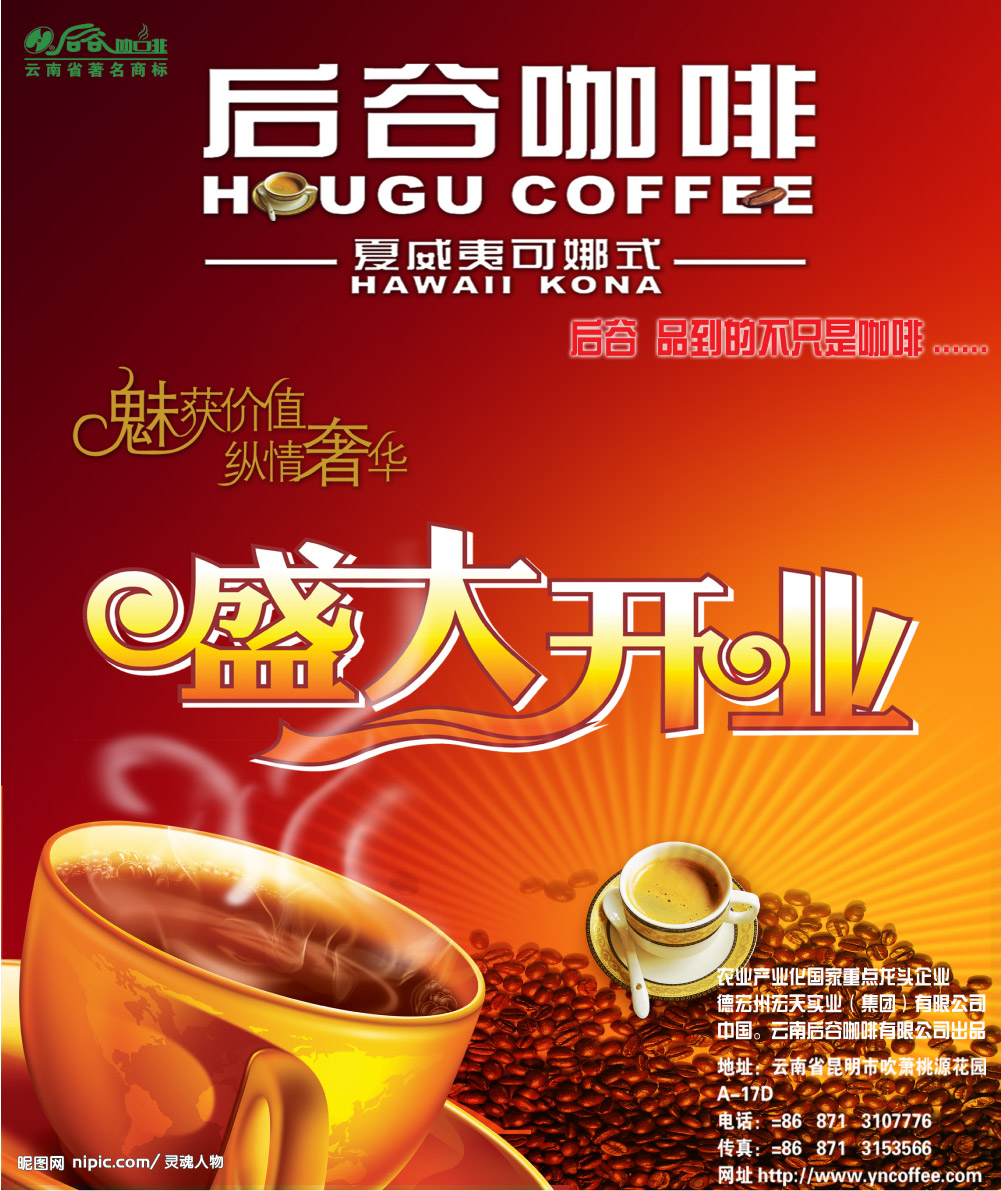 后谷咖啡
云南省著名商标
后谷咖啡
HOUGU COFFEE
夏威夷可娜式
HAWAII KONA
后谷 品到的不只是咖啡......
魅获价值
纵情奢华
盛大开业
农业产业化国家重点龙头企业
德宏州宏天实业（集团）有限公司
中国。云南后谷咖啡有限公司出品
地址：云南省昆明市吹萧桃源花园
A-17D
电话：=86 871 3107776
传真：=86 871 3153566
网址 http://www.yncoffee.com
昵图网 nipic.com/ 灵魂人物